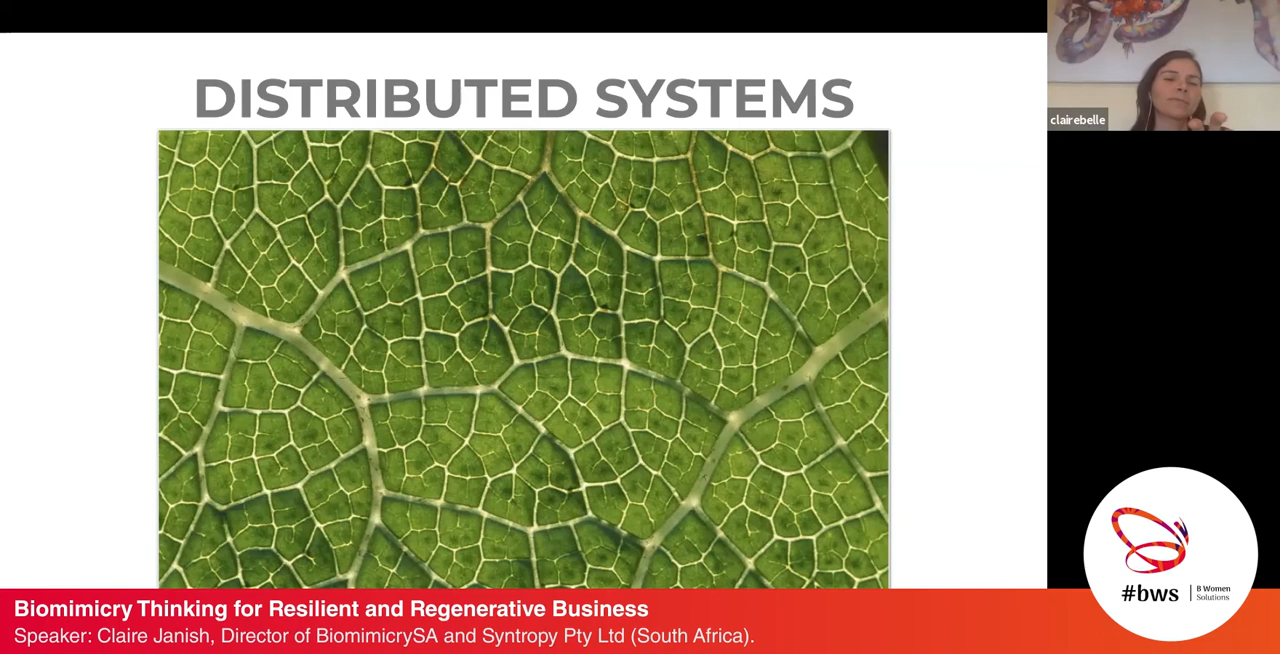 DISTRIBUTED SYSTEMS
clairebelle
#bws | B Women
Solutions
Biomimicry Thinking for Resilient and Regenerative Business
Speaker: Claire Janish, Director of BiomimicrySA and Syntropy Pty Ltd (South Africa).